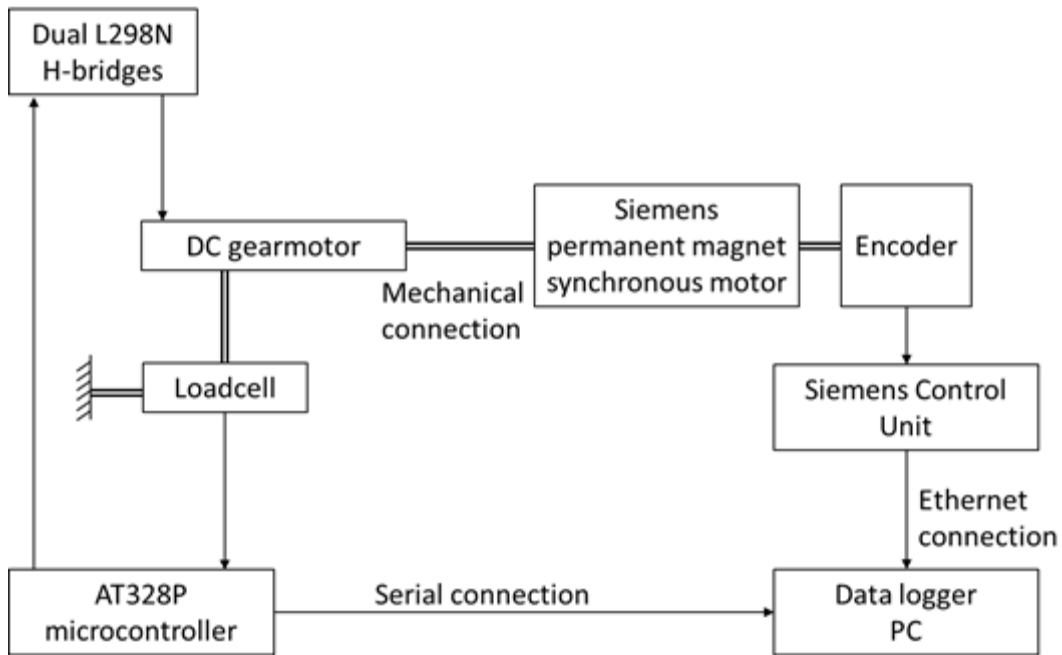 Dual L298N
H-bridges
DC gearmotor
Siemens
permanent magnet
synchronous motor
Encoder
Mechanical
connection
Loadcell
Siemens Control
Unit
Ethernet
connection
AT328P
microcontroller
Serial connection
Data logger
PC